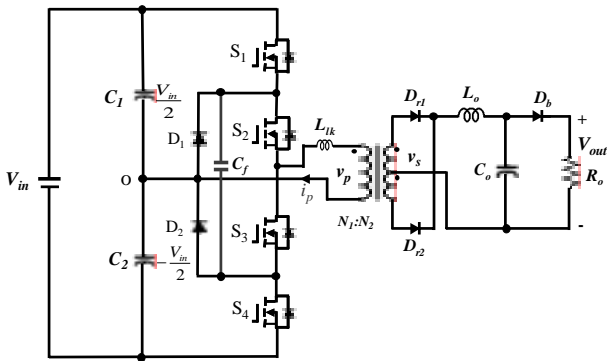 S1
C1
Vin/2
S2
D1
Cf
Llk
Dr1
Lo
Db
+
Vout
Vin
O
vp
vs
Co
Ro
ip
D2
N1:N2
S3
Dr2
-
C2
-Vin/2
S4